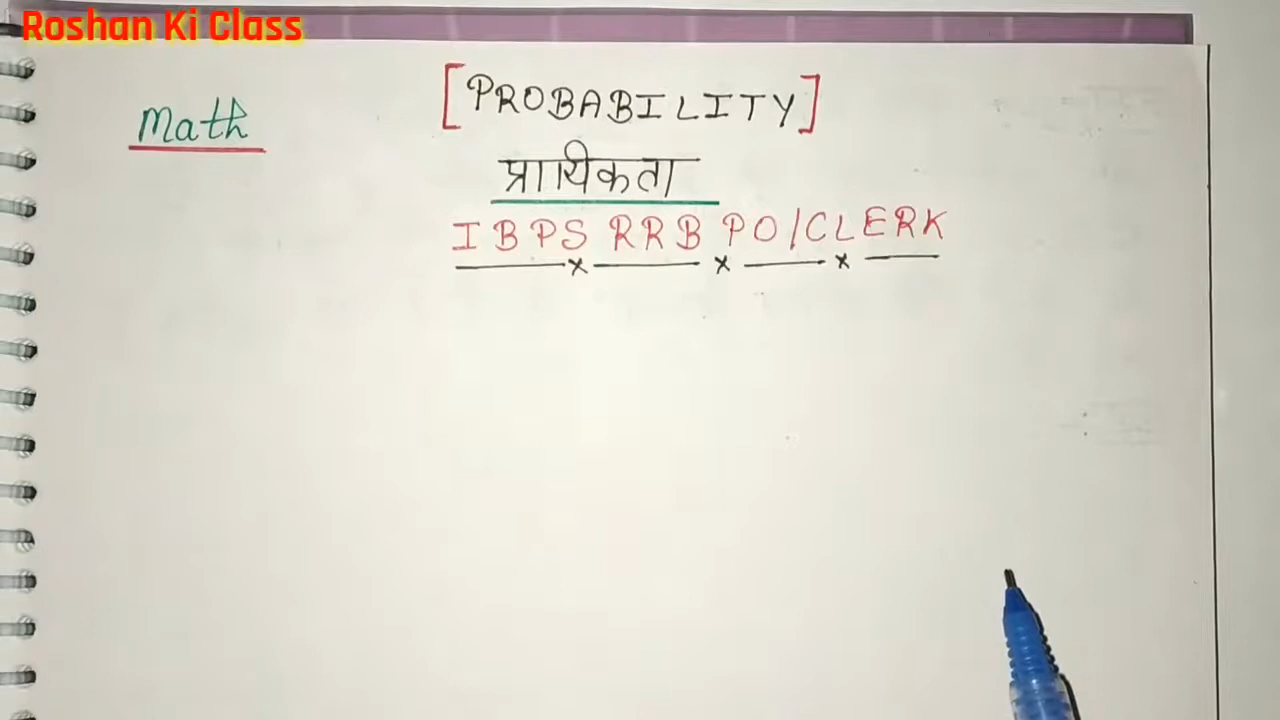 Roshan Ki Class
Math
[PROBABILITY]
प्रायिकता
IBPS RRB PO/CLERK